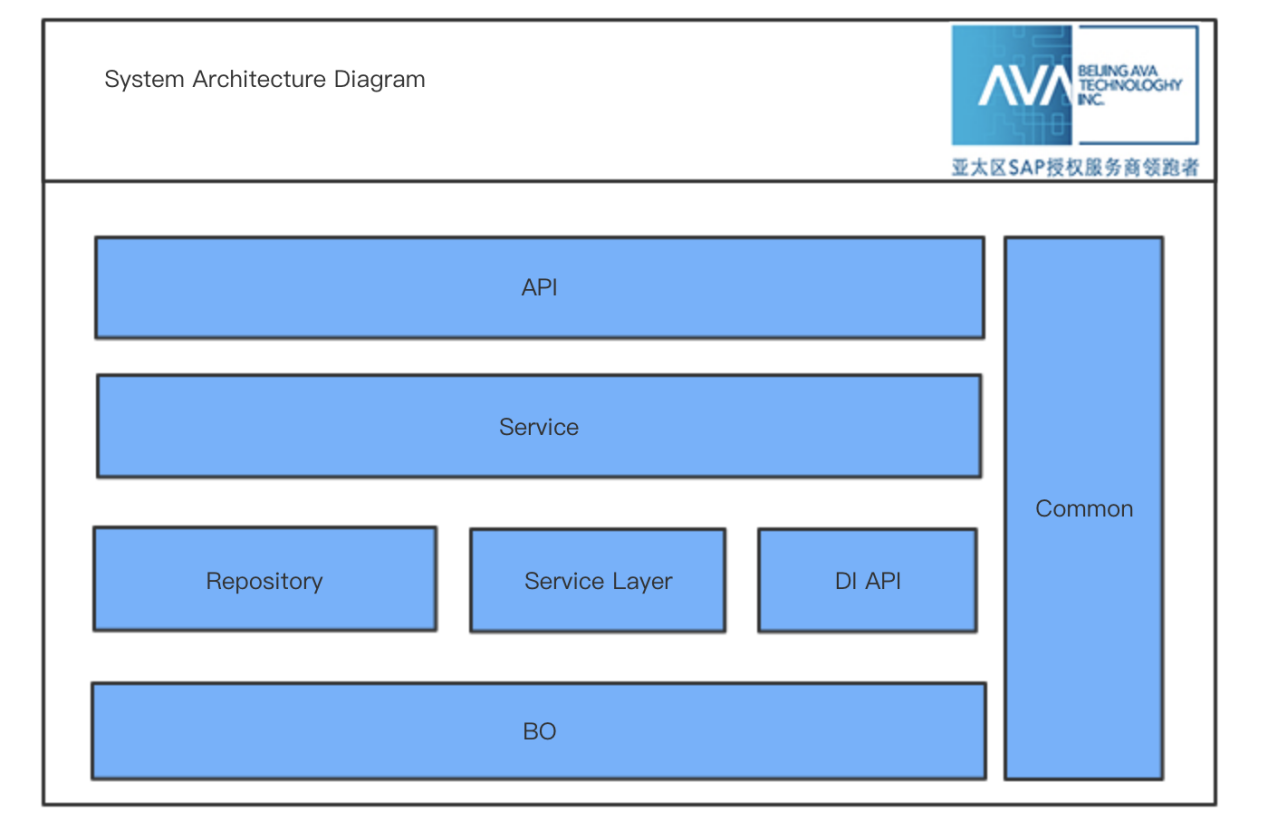 System Architecture Diagram
AVA
BEIJING AVA
TECHNOLOGHY
INC.
亚太区SAP授权服务商领跑者
API
Service
Common
Repository
Service Layer
DI API
BO